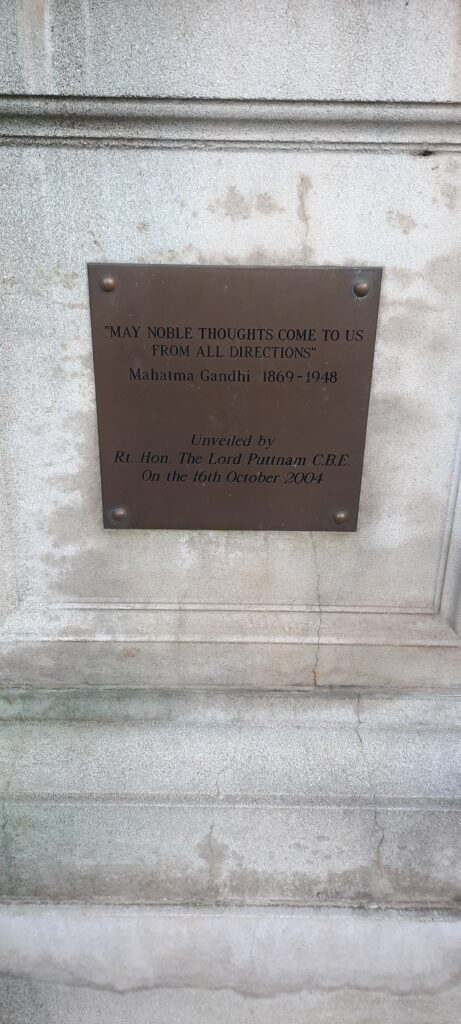 "MAY NOBLE THOUGHTS COME TO US
FROM ALL DIRECTIONS"
Mahatma Gandhi 1869-1948
Unveiled by
Rt. Hon. The Lord Puttnam C.B.E.
On the 16th October 2004